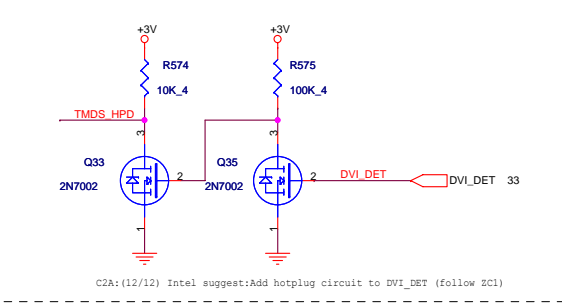 +3V +3V
R574 R575
10K_4 100K_4
TMDS_HPD
3 3
Q33 Q35
2 2 DVI_DET
2N7002 2N7002 DVI_DET 33
1 1
C2A:(12/12) Intel suggest:Add hotplug circuit to DVI_DET (follow ZC1)